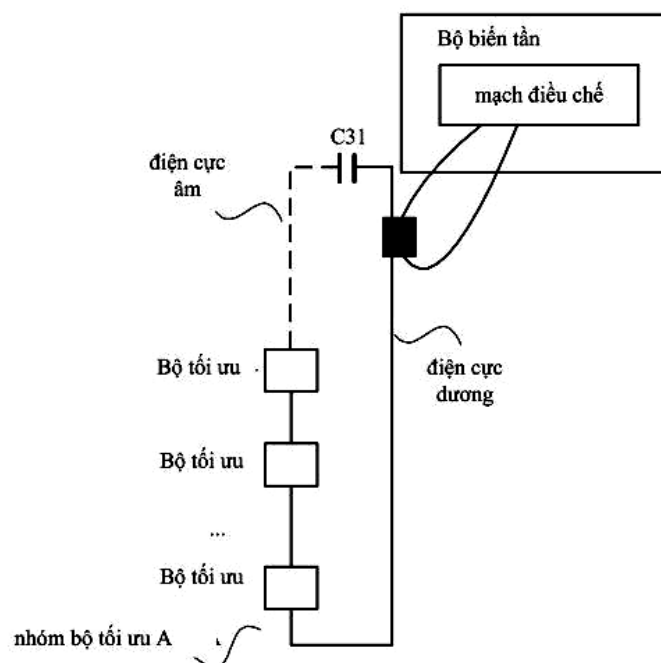 Bộ biến tần
mạch điều chế
C31
điện cực
âm
điện cực
dương
Bộ tối ưu
Bộ tối ưu
...
Bộ tối ưu
nhóm bộ tối ưu A